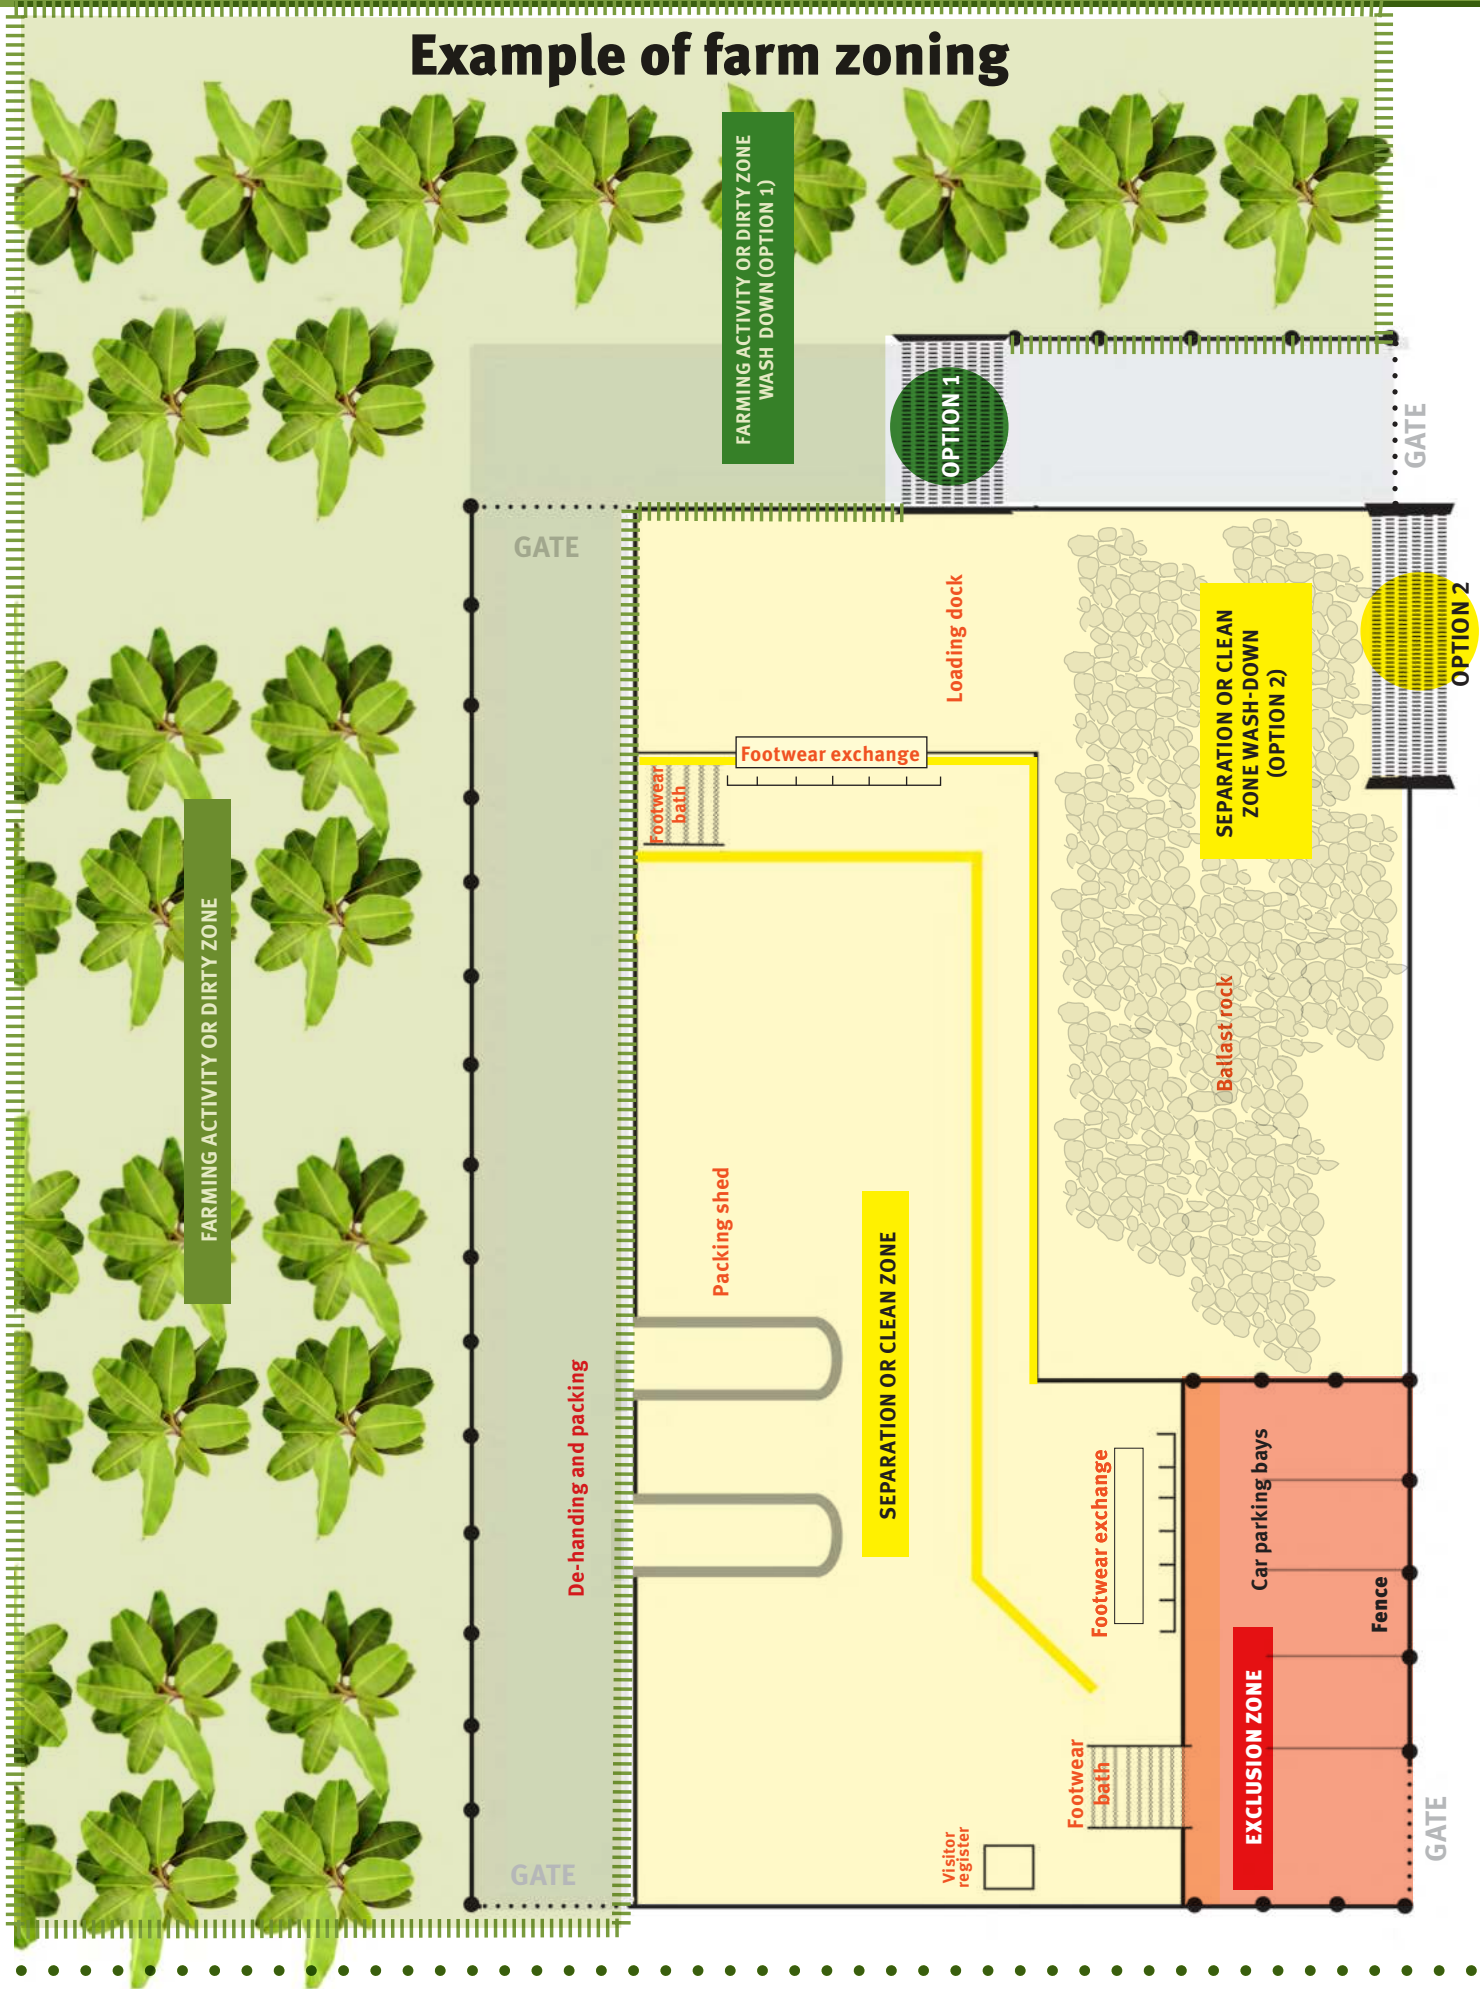 Example of farm zoning
FARMING ACTIVITY OR DIRTY ZONE
WASH DOWN (OPTION 1)
OPTION 1
GATE
GATE
Loading dock
SEPARATION OR CLEAN
ZONE WASH-DOWN
(OPTION 2)
OPTION 2
Footwear exchange
Footwear
bath
FARMING ACTIVITY OR DIRTY ZONE
Ballast rock
Packing shed
SEPARATION OR CLEAN ZONE
De-handing and packing
Footwear exchange
Car parking bays
Fence
EXCLUSION ZONE
Footwear
bath
Visitor
register
GATE
GATE